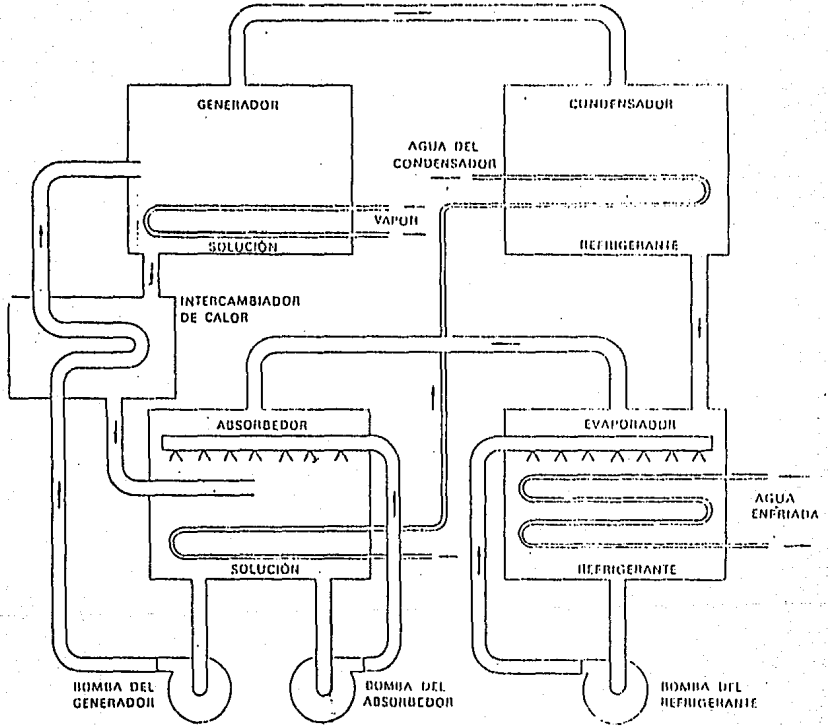 GENERADOR
CONDENSADOR
AGUA DEL
CONDENSADOR
VAPOR
SOLUCIÓN
REFRIGERANTE
INTERCAMBIADOR
DE CALOR
ABSORBEDOR
EVAPORADOR
AGUA
ENFRIADA
SOLUCIÓN
REFRIGERANTE
BOMBA DEL
GENERADOR
BOMBA DEL
ABSORBEDOR
BOMBA DEL
REFRIGERANTE